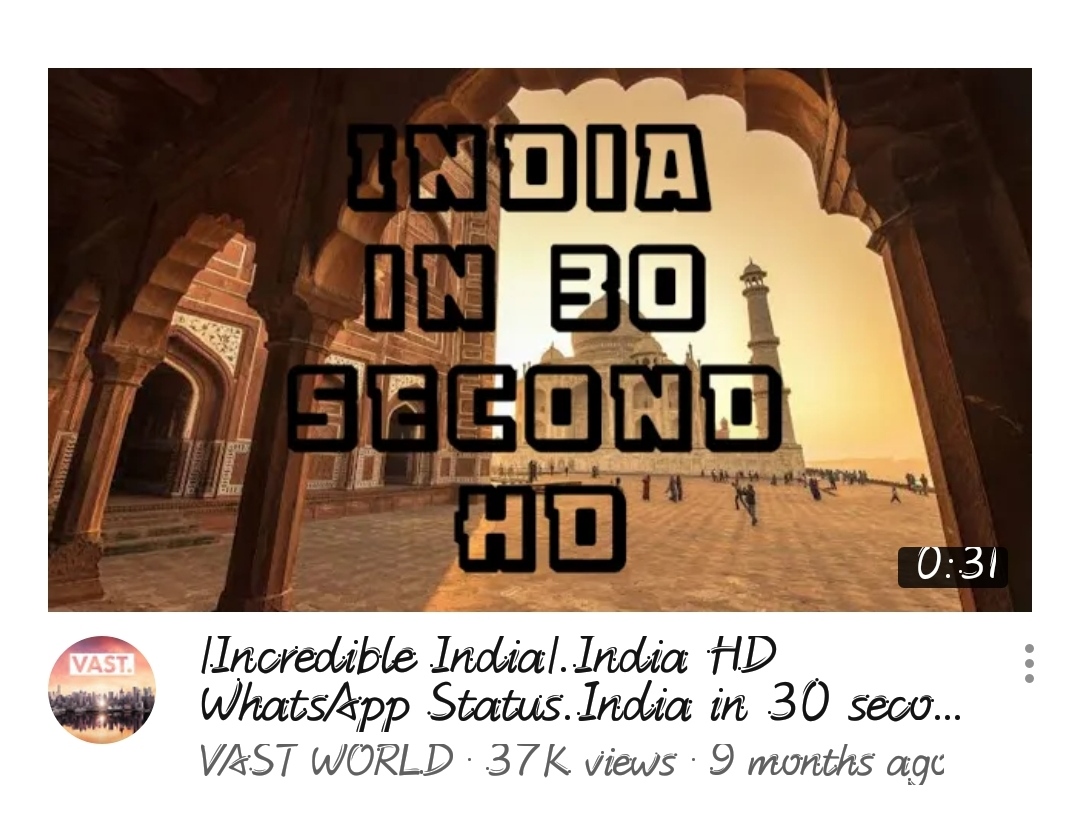 INDIA
IN 30
SECOND
HD
0:31
VAST.
|Incredible India|.India HD
WhatsApp Status.India in 30 seco...
VAST WORLD · 37K views · 9 months ago